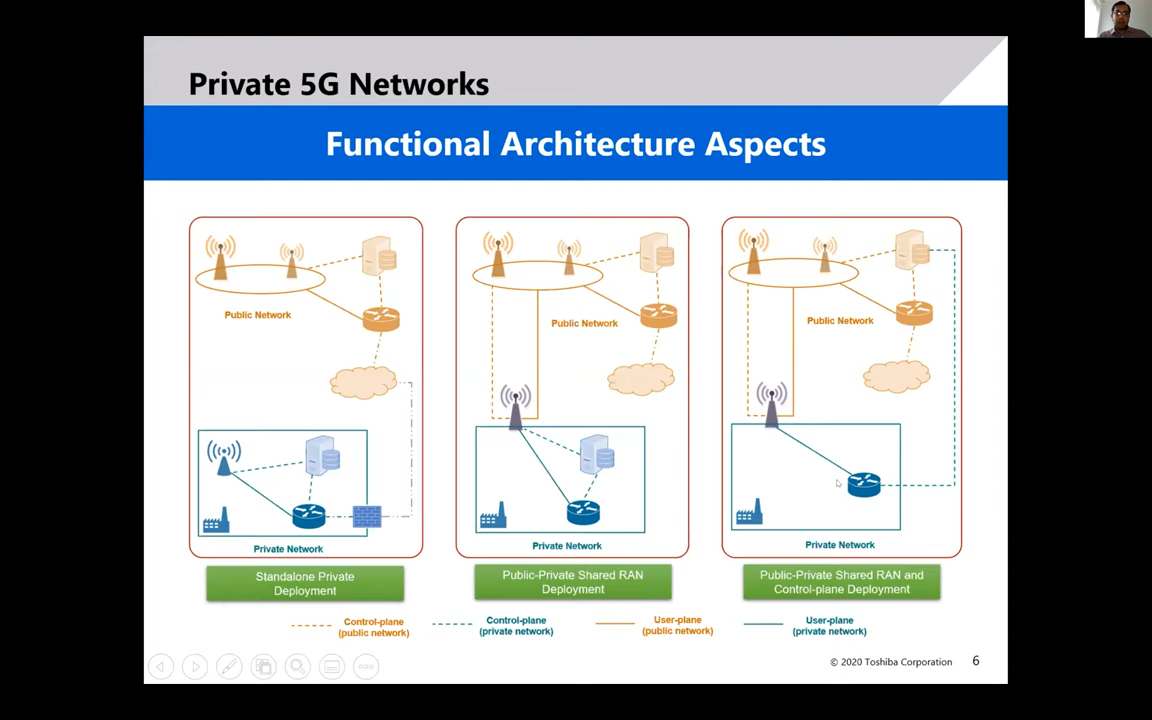 Private 5G Networks
Functional Architecture Aspects
Public Network
Private Network
Standalone Private
Deployment
Public Network
Private Network
Public-Private Shared RAN
Deployment
Public Network
Private Network
Public-Private Shared RAN and
Control-plane Deployment
Control-plane
(public network)
Control-plane
(private network)
User-plane
(public network)
User-plane
(private network)
© 2020 Toshiba Corporation
6